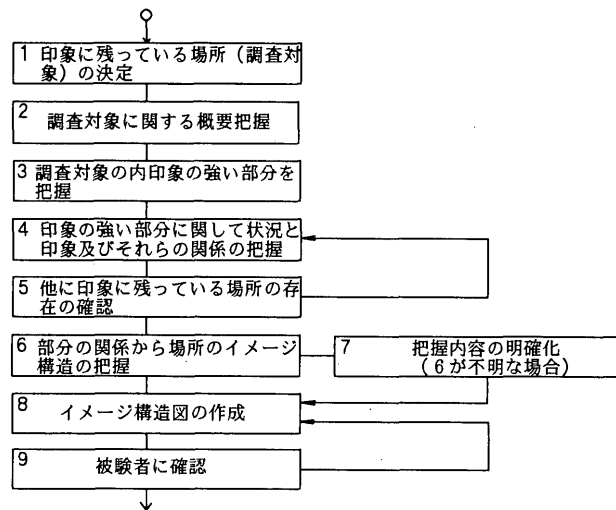 1 印象に残っている場所（調査対
象）の決定
2 調査対象に関する概要把握
3 調査対象の内印象の強い部分を
把握
4 印象の強い部分に関して状況と
印象及びそれらの関係の把握
5 他に印象に残っている場所の存
在の確認
6 部分の関係から場所のイメージ
構造の把握
7 把握内容の明確化
（6が不明な場合）
8 イメージ構造図の作成
9 被験者に確認